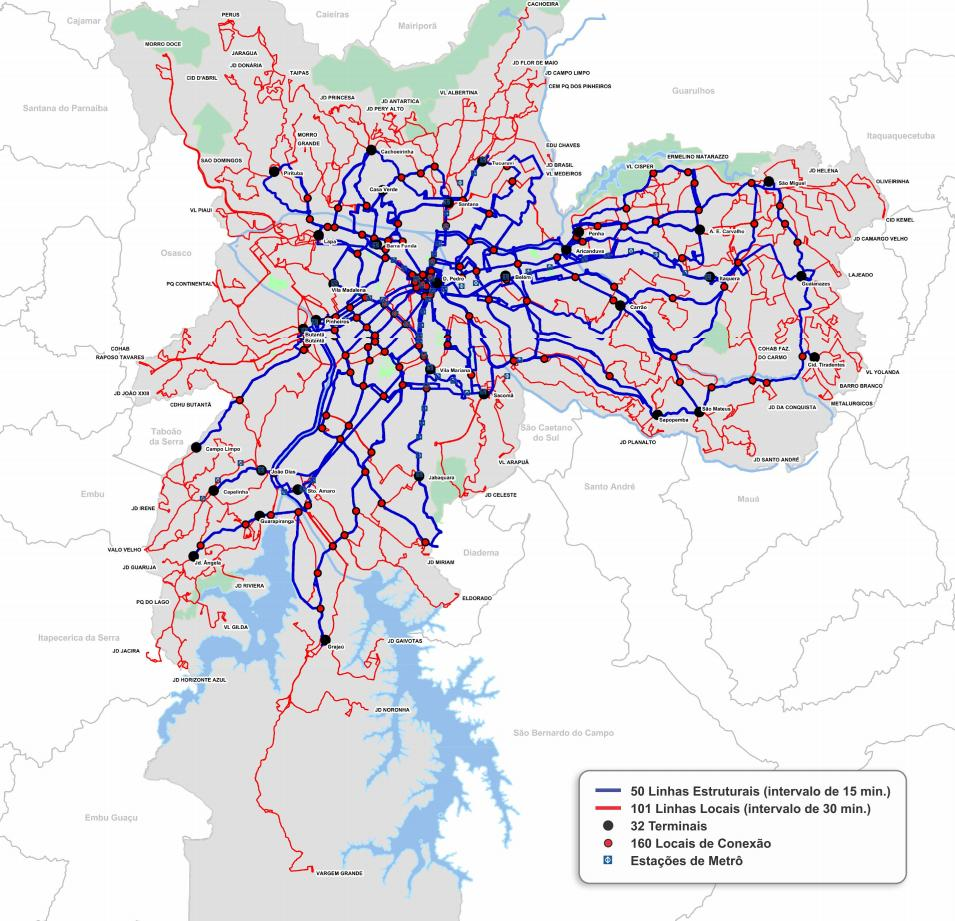 CACHOEIRA
PERUS
Caieiras
Cajamar
Mairiporã
MORRO DOCE
JARAGUA
JD DONÁRIA
JD FLOR DE MAIO
TAIPAS
JD CAMPO LIMPO
CID D'ABRIL
CEM PQ DOS PINHEIROS
Guarulhos
VL ALBERTINA
JD PRINCESA
JD ANTARTICA
Santana do Parnaíba
JD PERY ALTO
MORRO
GRANDE
Itaquaquecetuba
EDU CHAVES
Cachoeirinha
SAO DOMINGOS
ERMELINO MATARAZZO
Tucuruvi
JD BRASIL
VL CISPER
JD HELENA
Pirituba
VL MEDEIROS
OLIVEIRINHA
São Miguel
Casa Verde
Santana
VL PIAUI
CID KEMEL
Penha
A. E. Carvalho
Lapa
Barra Funda
JD CAMARGO VELHO
Aricanduva
Osasco
LAJEADO
Belém
Itaquera
D. Pedro
PQ CONTINENTAL
Guaianazes
Vila Madalena
Carrão
Pinheiros
Butantã
Butantã
COHAB
RAPOSO TAVARES
COHAB FAZ.
DO CARMO
Cid. Tiradentes
Vila Mariana
VL YOLANDA
BARRO BRANCO
JD JOÃO XXIII
Sacomã
CDHU BUTANTÃ
METALURGICOS
JD DA CONQUISTA
São Mateus
Sapopemba
São Caetano
do Sul
Taboão
da Serra
JD PLANALTO
Campo Limpo
VL ARAPUÁ
JD SANTO ANDRÉ
João Dias
Jabaquara
Santo André
Capelinha
Sto. Amaro
Embu
JD CELESTE
Mauá
JD IRENE
Guarapiranga
VALO VELHO
Diadema
Jd. Ângela
JD MIRIAM
JD GUARUJA
JD RIVIERA
ELDORADO
PQ DO LAGO
VL GILDA
Itapecerica da Serra
JD GAIVOTAS
Grajaú
JD JACIRA
JD HORIZONTE AZUL
JD NORONHA
São Bernardo do Campo
Embu Guaçu
VARGEM GRANDE
50 Linhas Estruturais (intervalo de 15 min.)
101 Linhas Locais (intervalo de 30 min.)
32 Terminais
160 Locais de Conexão
Estações de Metrô